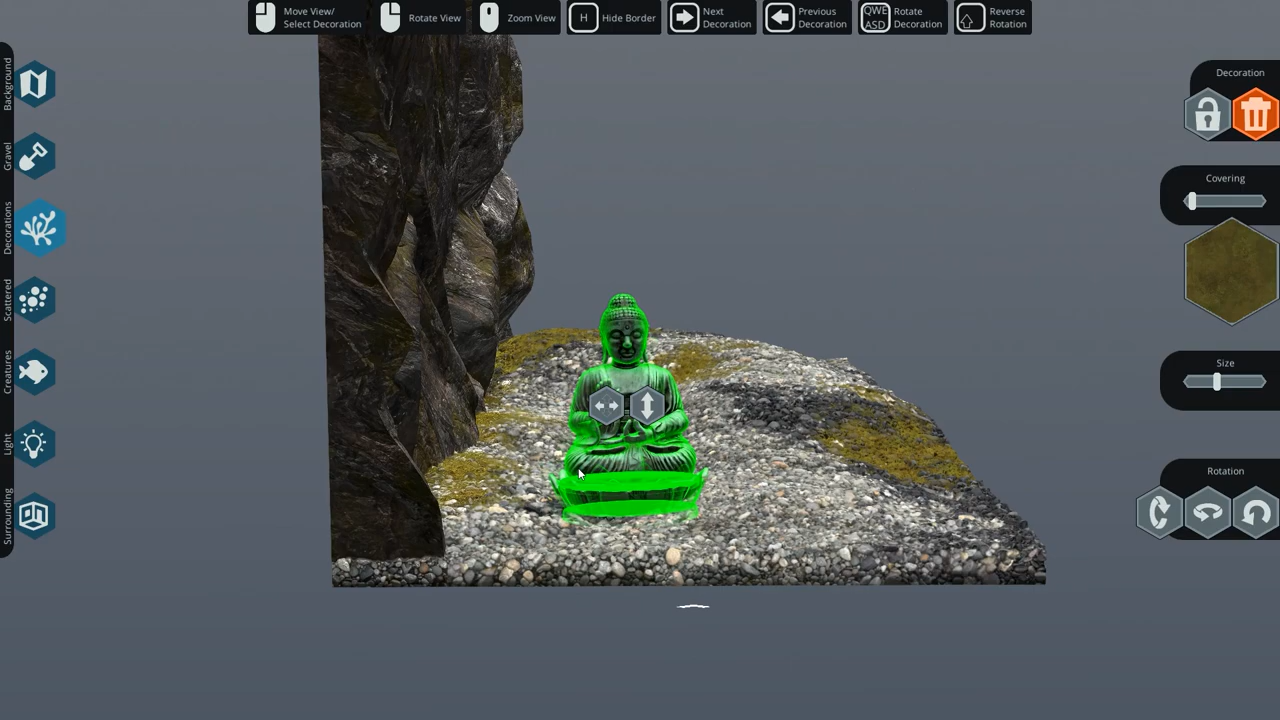 Move View/
Select Decoration
Rotate View
Zoom View
H
Hide Border
Next
Decoration
Previous
Decoration
QWE
ASD
Rotate
Decoration
Reverse
Rotation
Background
Gravel
Decorations
Scattered
Creatures
Light
Surrounding
Decoration
Covering
Size
Rotation